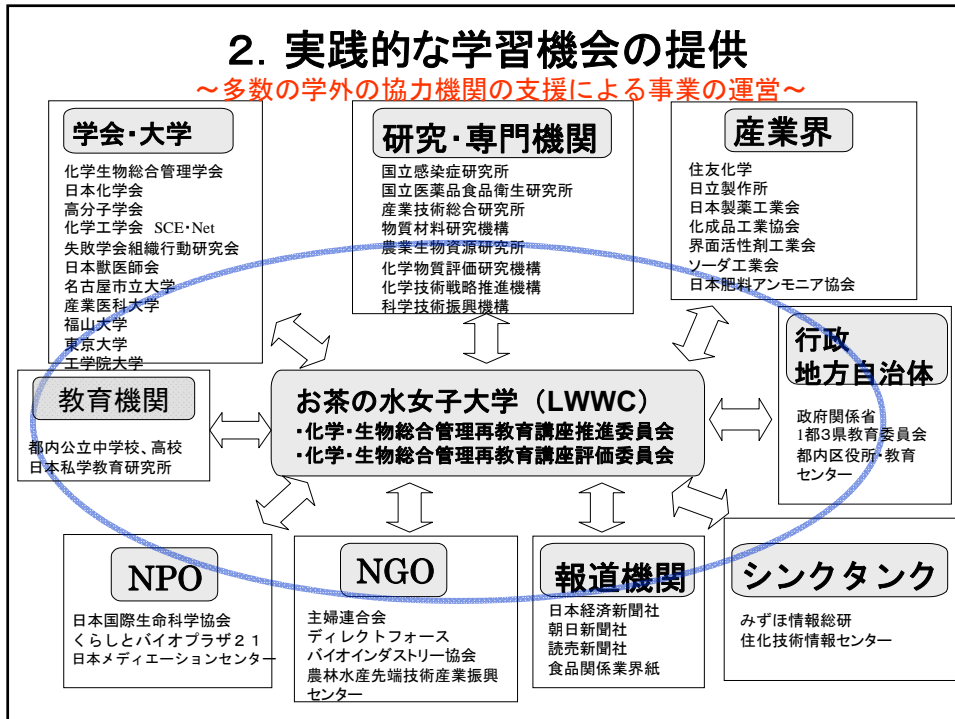 2．実践的な学習機会の提供
～多数の学外の協力機関の支援による事業の運営～
学会・大学
化学生物総合管理学会
日本化学会
高分子学会
化学工学会 SCE・Net
失敗学会組織行動研究会
日本獣医師会
名古屋市立大学
産業医科大学
福山大学
東京大学
工学院大学
研究・専門機関
国立感染症研究所
国立医薬品食品衛生研究所
産業技術総合研究所
物質材料研究機構
農業生物資源研究所
化学物質評価研究機構
化学技術戦略推進機構
科学技術振興機構
産業界
住友化学
日立製作所
日本製薬工業会
化成品工業協会
界面活性剤工業会
ソーダ工業会
日本肥料アンモニア協会
行政
地方自治体
政府関係省
1都3県教育委員会
都内区役所・教育
センター
教育機関
都内公立中学校、高校
日本私学教育研究所
お茶の水女子大学（LWWC）
・化学・生物総合管理再教育講座推進委員会
・化学・生物総合管理再教育講座評価委員会
NPO
日本国際生命科学協会
くらしとバイオプラザ２１
日本メディエーションセンター
NGO
主婦連合会
ディレクトフォース
バイオインダストリー協会
農林水産先端技術産業振興
センター
報道機関
日本経済新聞社
朝日新聞社
読売新聞社
食品関係業界紙
シンクタンク
みずほ情報総研
住化技術情報センター